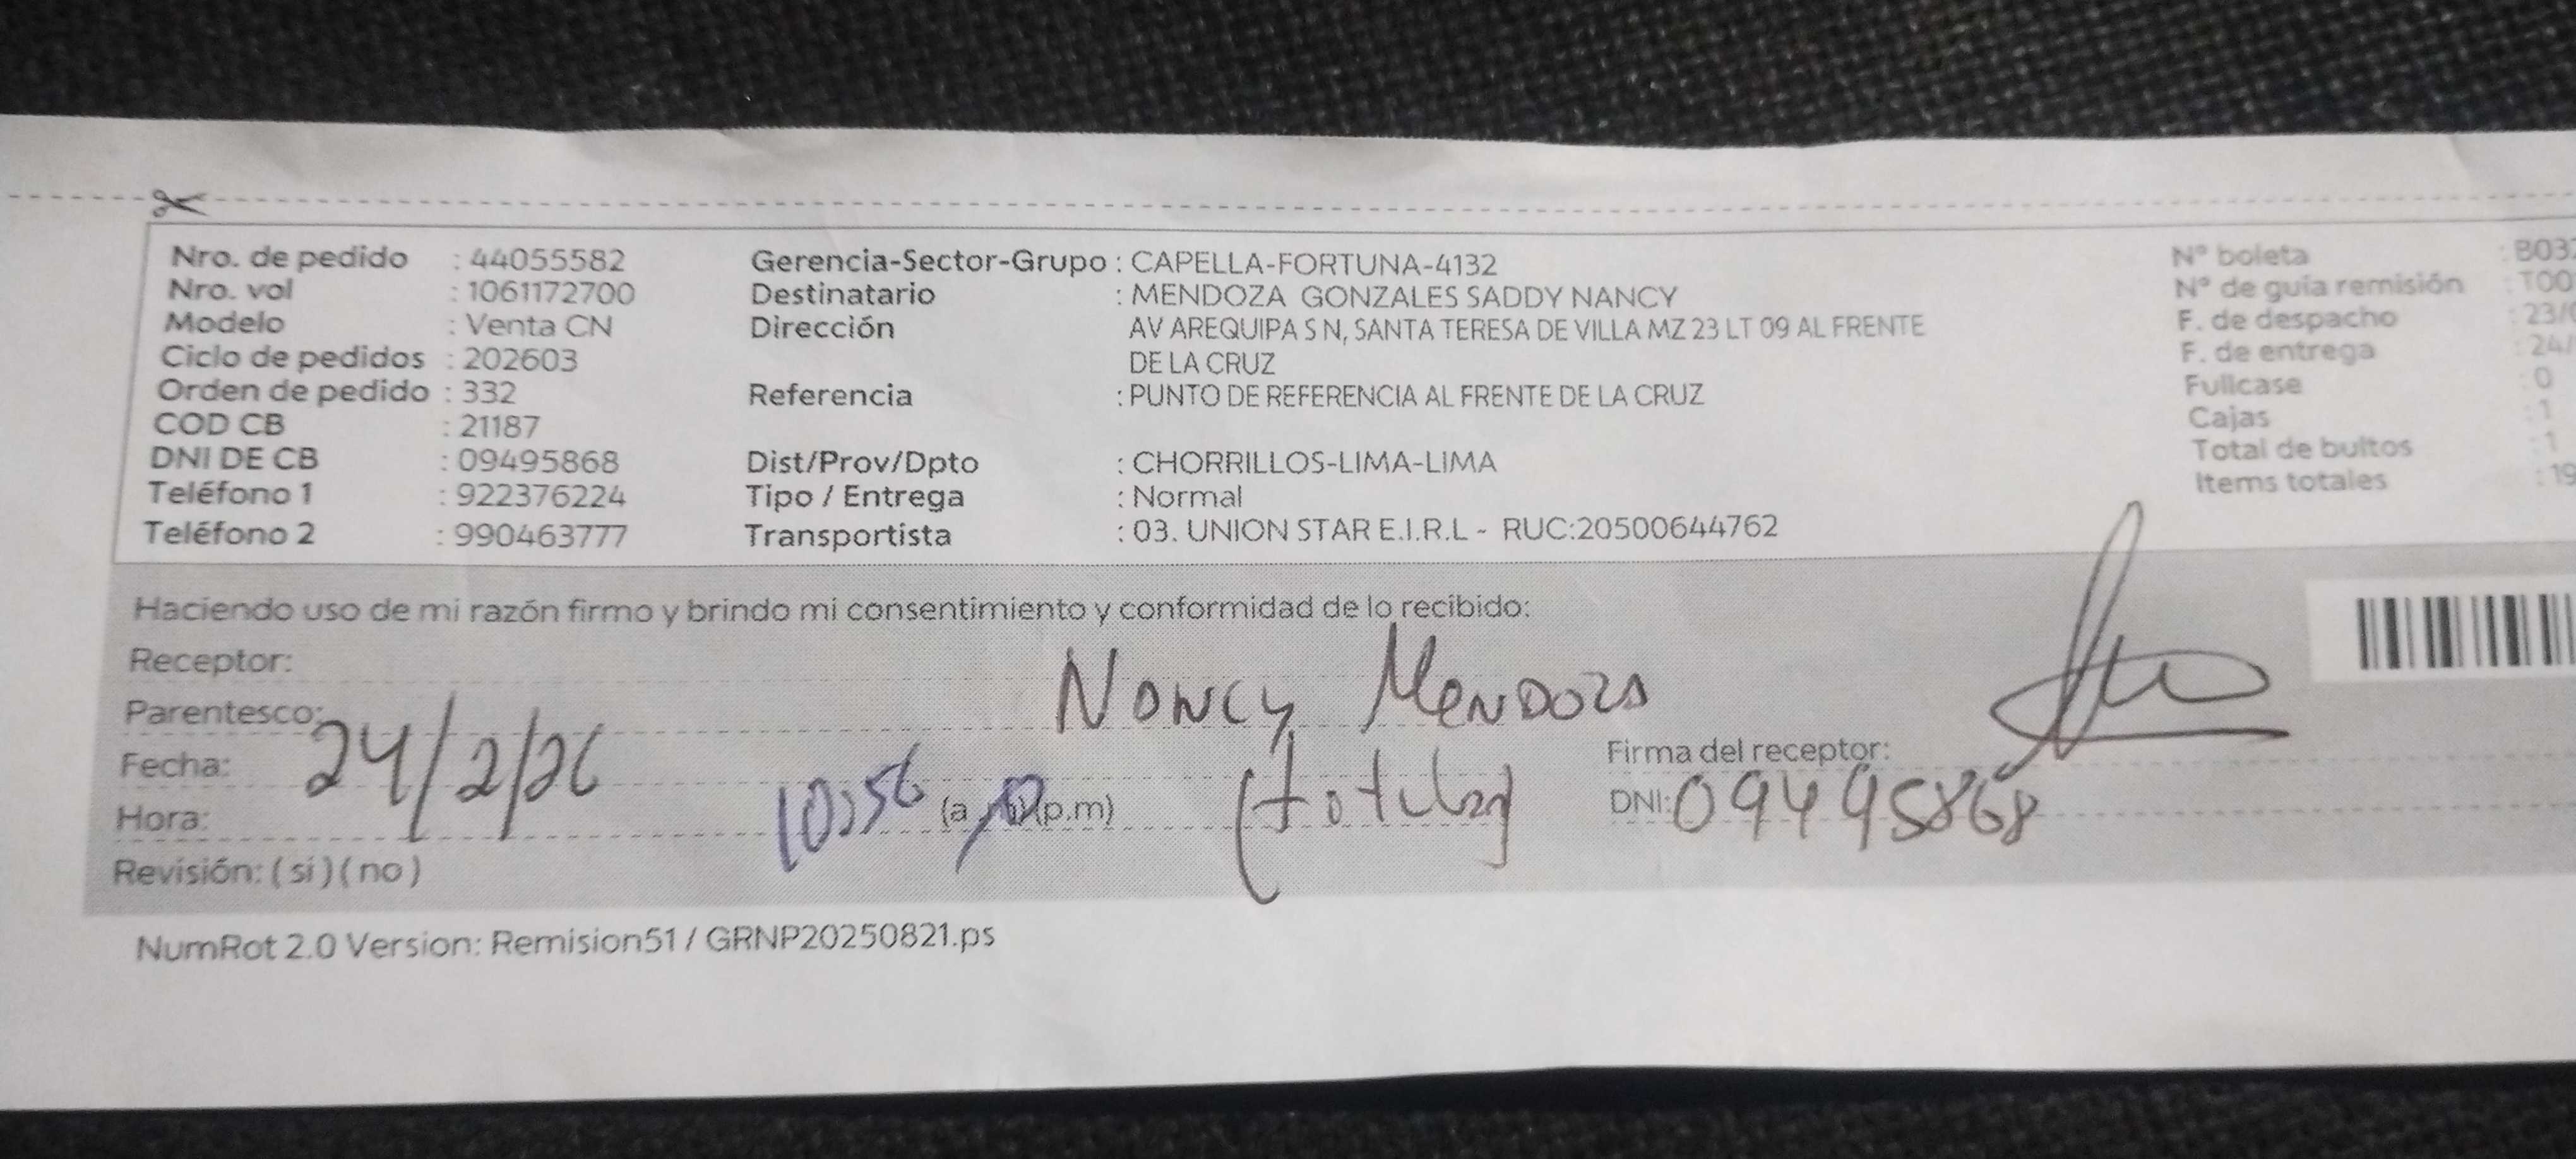 Nro. de pedido : 44055582
Nro. vol : 1061172700
Modelo : Venta CN
Ciclo de pedidos : 202603
Orden de pedido : 332
COD CB : 21187
DNI DE CB : 09495868
Teléfono 1 : 922376224
Teléfono 2 : 990463777
Gerencia-Sector-Grupo : CAPELLA-FORTUNA-4132
Destinatario : MENDOZA GONZALES SADDY NANCY
Dirección AV AREQUIPA S N, SANTA TERESA DE VILLA MZ 23 LT 09 AL FRENTE
DE LA CRUZ
Referencia : PUNTO DE REFERENCIA AL FRENTE DE LA CRUZ
Dist/Prov/Dpto : CHORRILLOS-LIMA-LIMA
Tipo / Entrega : Normal
Transportista : 03. UNION STAR E.I.R.L - RUC:20500644762
N° boleta : B03
N° de guía remisión : T00
F. de despacho : 23/
F. de entrega : 24/
Fullcase : 0
Cajas : 1
Total de bultos : 1
Items totales : 19
Haciendo uso de mi razón firmo y brindo mi consentimiento y conformidad de lo recibido:
Receptor: Nancy Mendoza
Parentesco:
Fecha: 24/2/26
Firma del receptor:
Hora: 10:56 (a (p.m)
DNI: 09495868
Revisión: ( si ) ( no )
NumRot 2.0 Version: Remision51 / GRNP20250821.ps